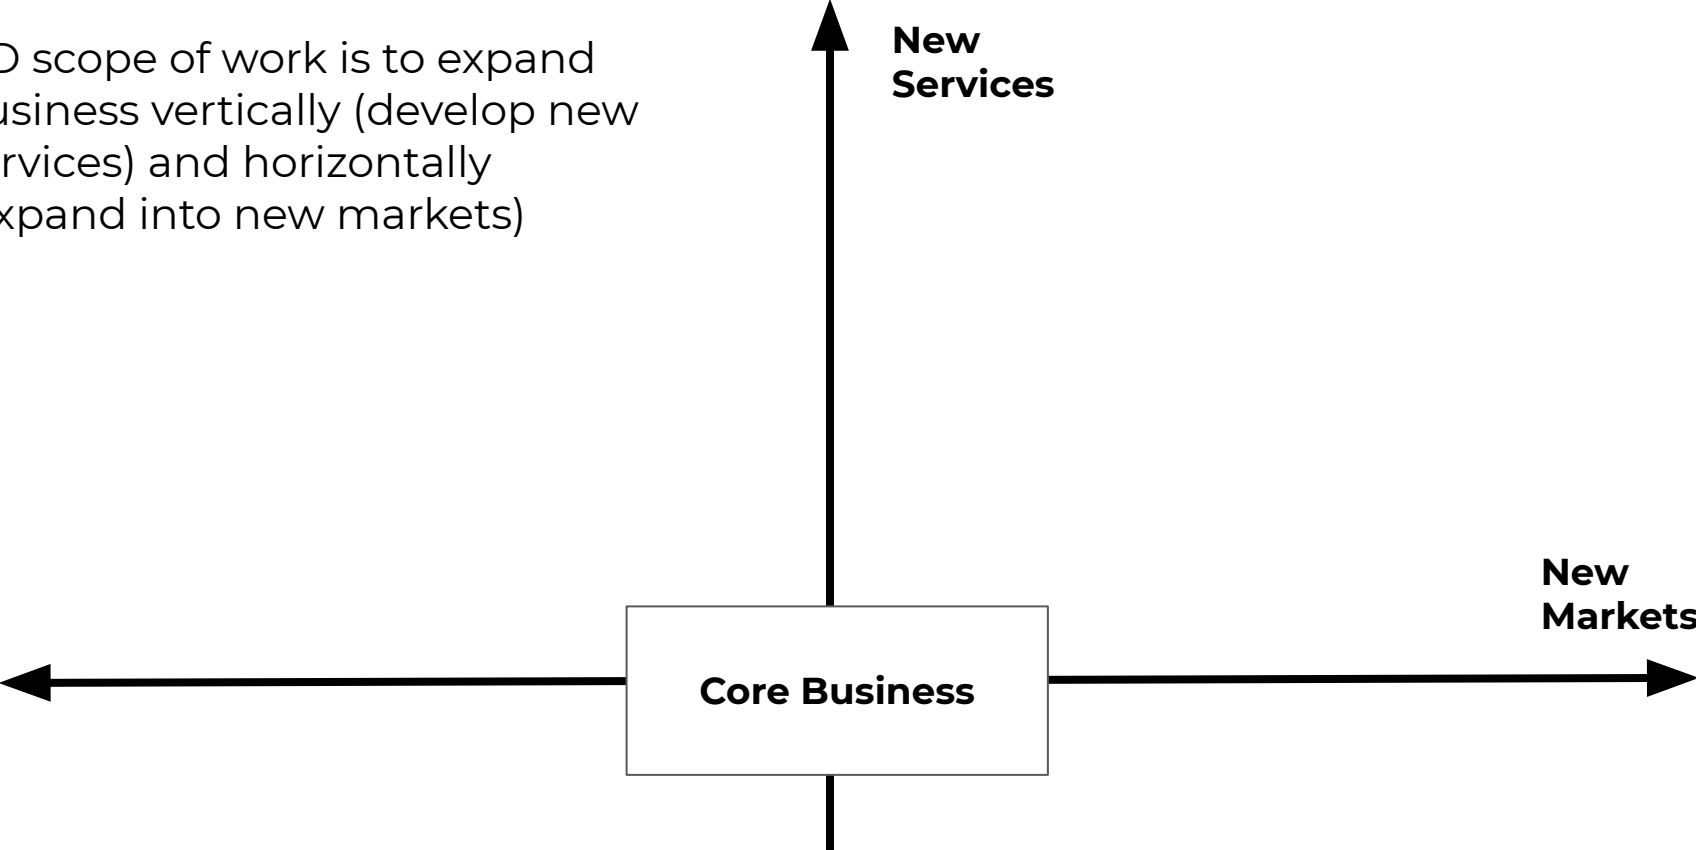 D scope of work is to expand
usiness vertically (develop new
rvices) and horizontally
xpand into new markets)
New
Services
New
Markets
Core Business